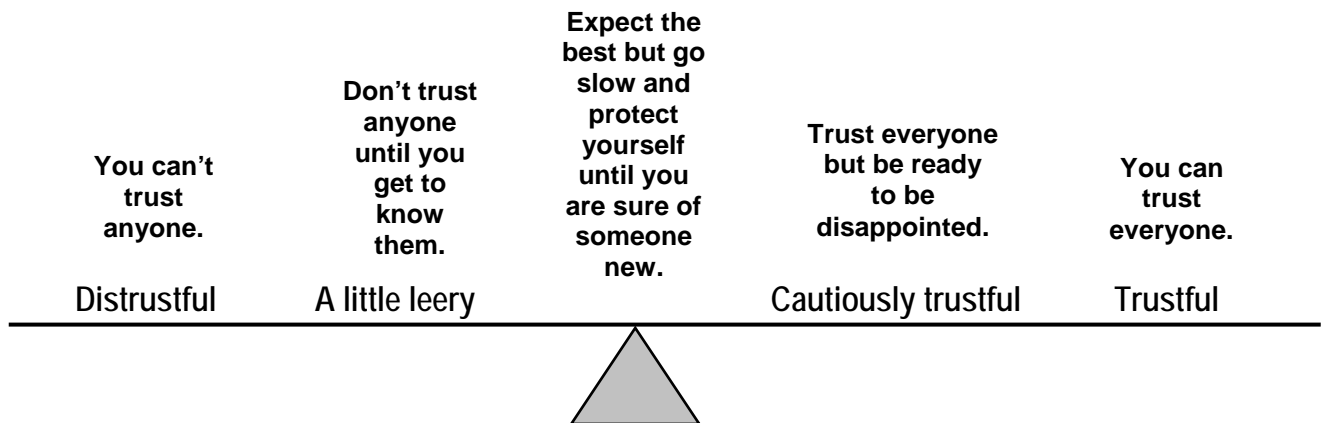 You can't
trust
anyone.
Distrustful
Don't trust
anyone
until you
get to
know
them.
A little leery
Expect the
best but go
slow and
protect
yourself
until you
are sure of
someone
new.
Trust everyone
but be ready
to be
disappointed.
Cautiously trustful
You can
trust
everyone.
Trustful